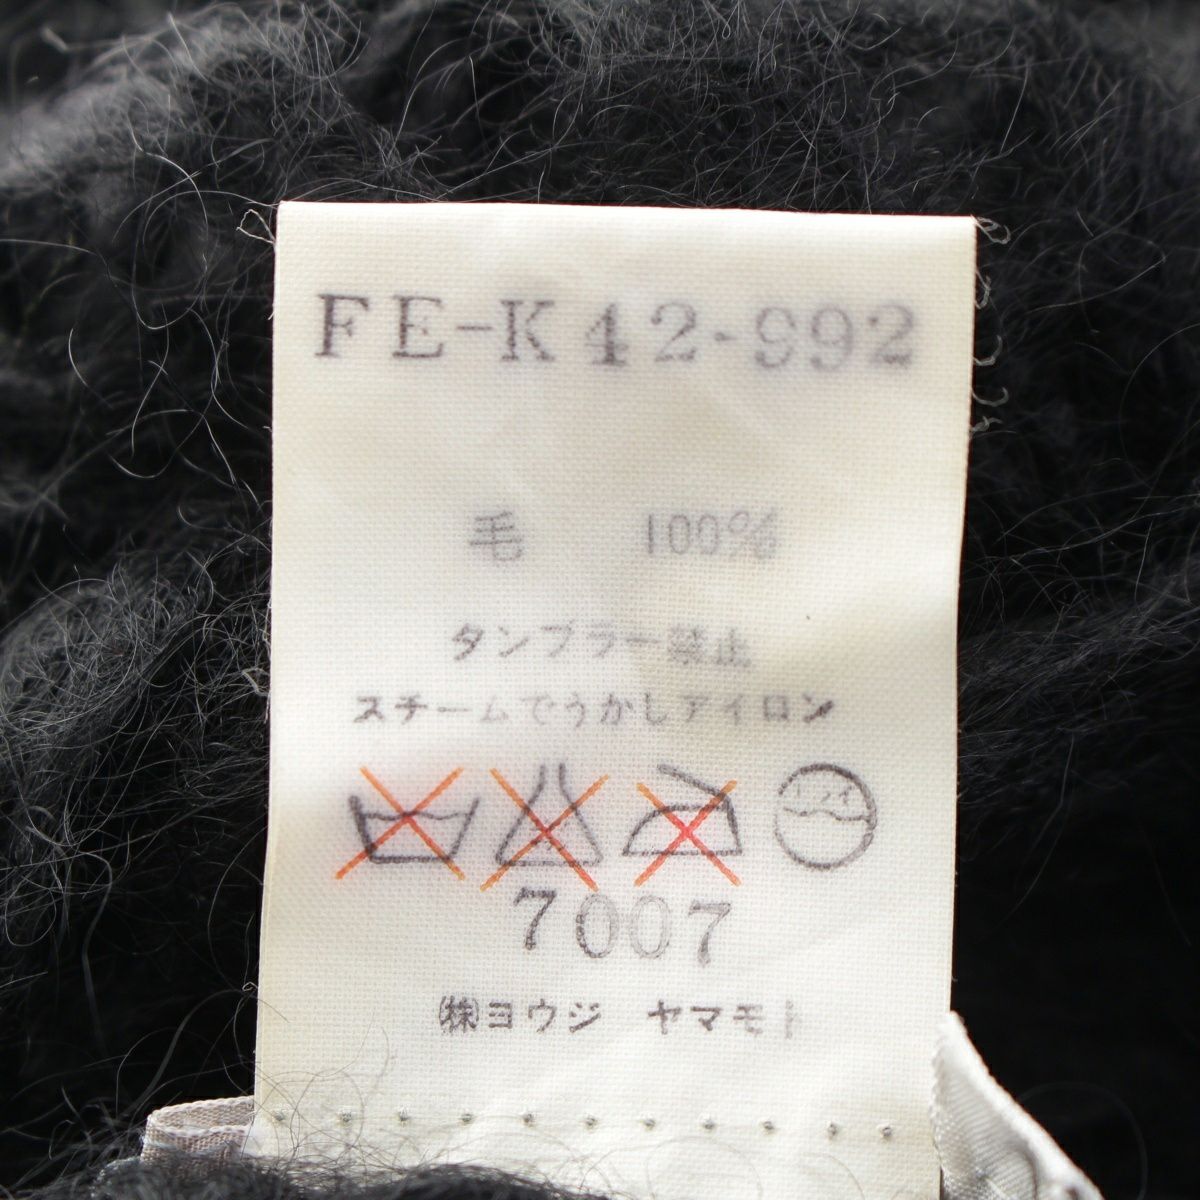 FE-K42-992
毛 100%
タンブラー禁止
スチームでうかしアイロン
ドライ
7007
㈱ヨウジ ヤマモト